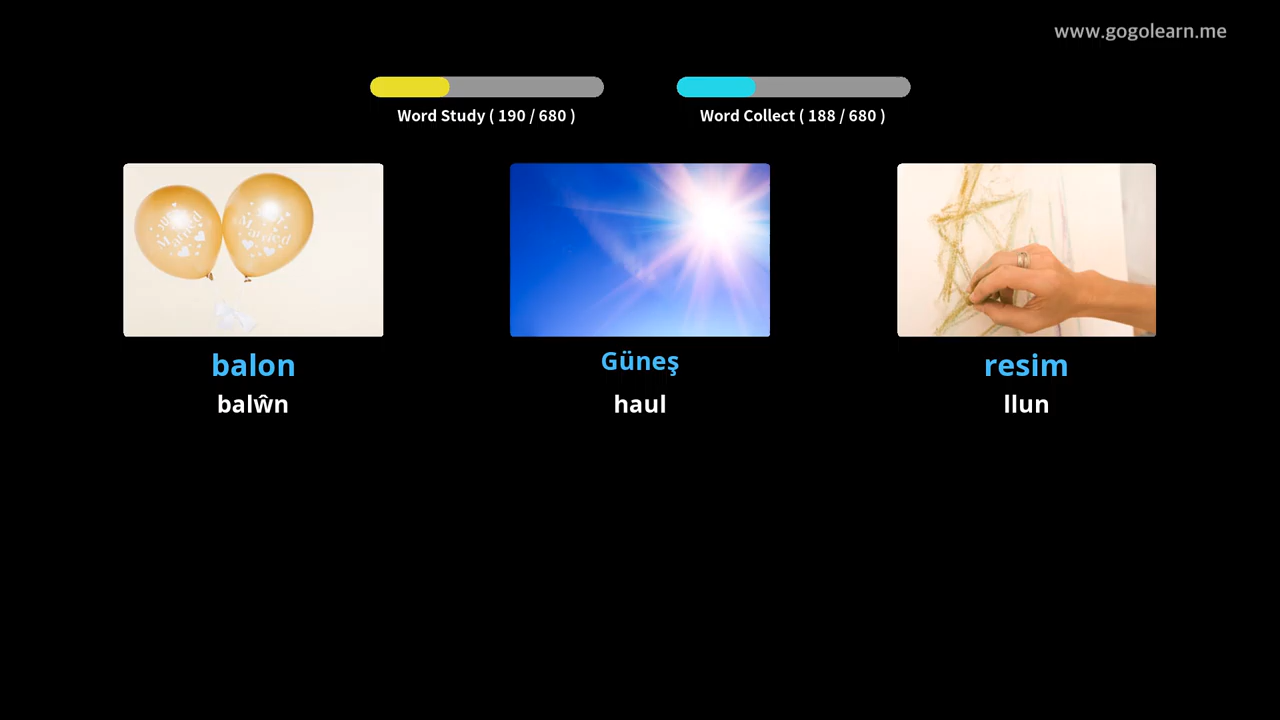 www.gogolearn.me
Word Study ( 190 / 680 )
Word Collect ( 188 / 680 )
balon
Güneş
resim
balŵn
haul
llun